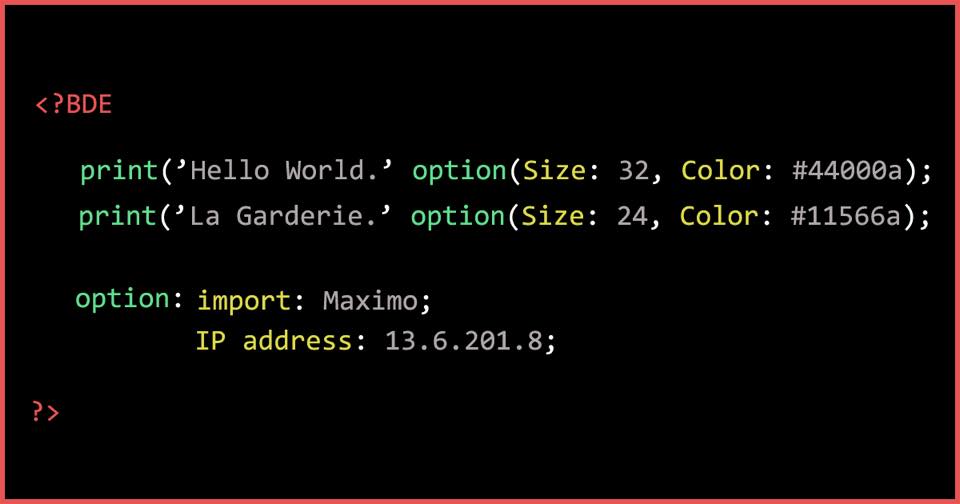 <?BDE
print(’Hello World.’ option(Size: 32, Color: #44000a);
print(’La Garderie.’ option(Size: 24, Color: #11566a);
option: import: Maximo;
IP address: 13.6.201.8;
?>